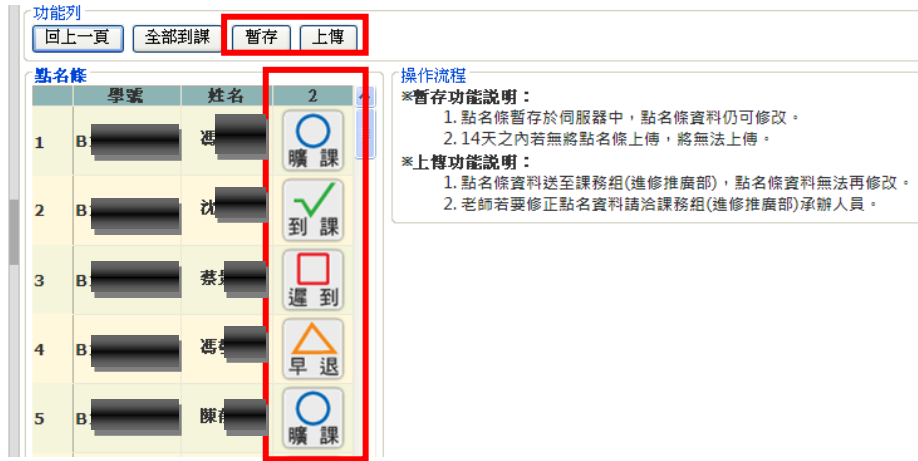 功能列
回上一頁 全部到課 暫存 上傳
點名條
學號 姓名 2
1 B 馮 曠課
2 B 沈 到課
3 B 蔡 遲到
4 B 馮 早退
5 B 陳 曠課
操作流程
※暫存功能說明：
1. 點名條暫存於伺服器中，點名條資料仍可修改。
2. 14天之內若無將點名條上傳，將無法上傳。
※上傳功能說明：
1. 點名條資料送至課務組(進修推廣部)，點名條資料無法再修改。
2. 老師若要修正點名資料請洽課務組(進修推廣部)承辦人員。